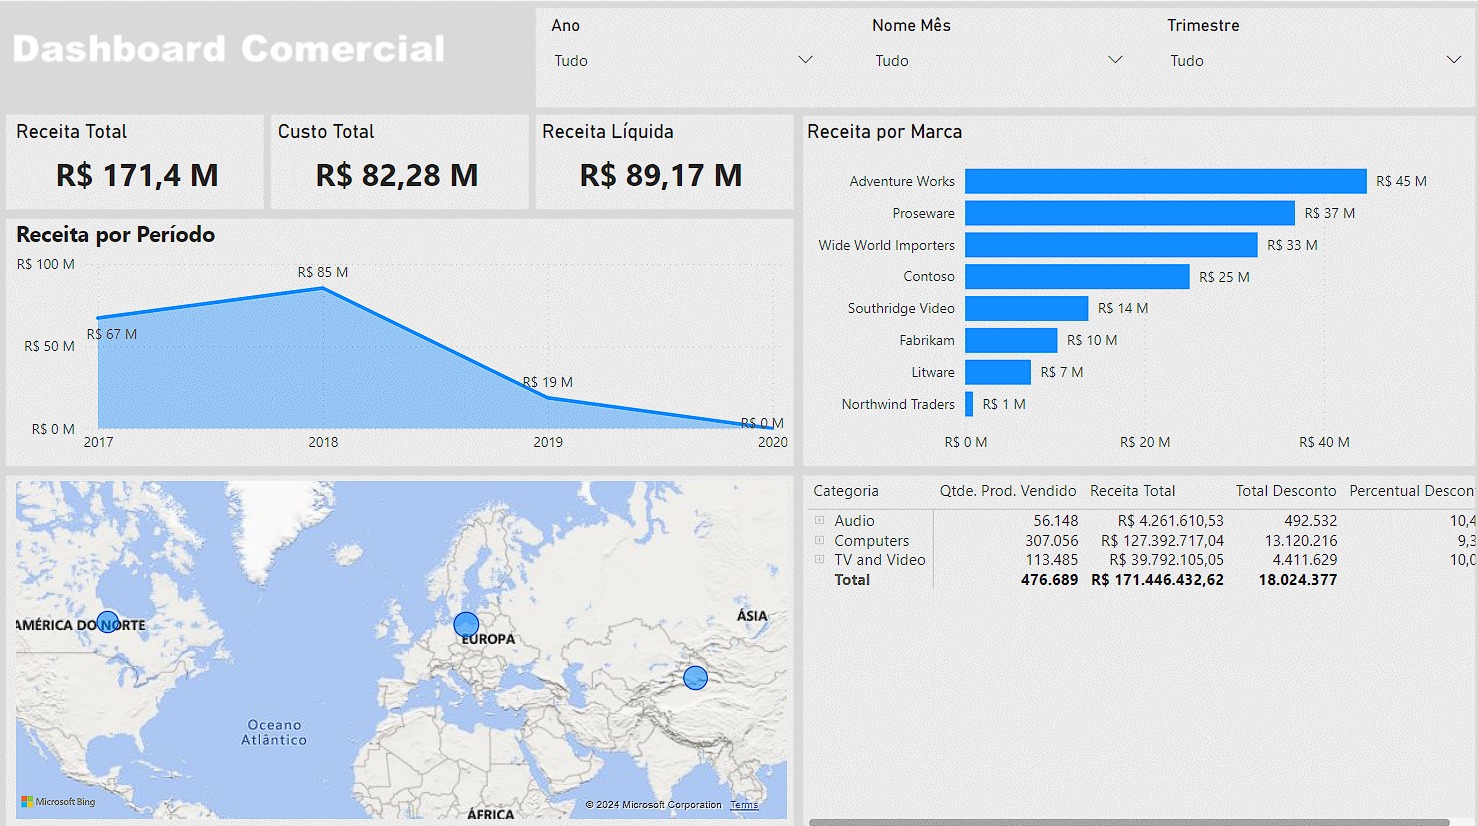 Dashboard Comercial
Ano
Tudo
Nome Mês
Tudo
Trimestre
Tudo
Receita Total
R$ 171,4 M
Custo Total
R$ 82,28 M
Receita Líquida
R$ 89,17 M
Receita por Período
R$ 100 M
R$ 50 M
R$ 0 M
R$ 67 M
R$ 85 M
R$ 19 M
R$ 0 M
2017 2018 2019 2020
Receita por Marca
Adventure Works R$ 45 M
Proseware R$ 37 M
Wide World Importers R$ 33 M
Contoso R$ 25 M
Southridge Video R$ 14 M
Fabrikam R$ 10 M
Litware R$ 7 M
Northwind Traders R$ 1 M
R$ 0 M R$ 20 M R$ 40 M
AMÉRICA DO NORTE
EUROPA
ÁSIA
Oceano
Atlântico
ÁFRICA
Microsoft Bing
© 2024 Microsoft Corporation Terms
Categoria Qtde. Prod. Vendido Receita Total Total Desconto Percentual Descon
Audio 56.148 R$ 4.261.610,53 492.532 10,4
Computers 307.056 R$ 127.392.717,04 13.120.216 9,3
TV and Video 113.485 R$ 39.792.105,05 4.411.629 10,0
Total 476.689 R$ 171.446.432,62 18.024.377